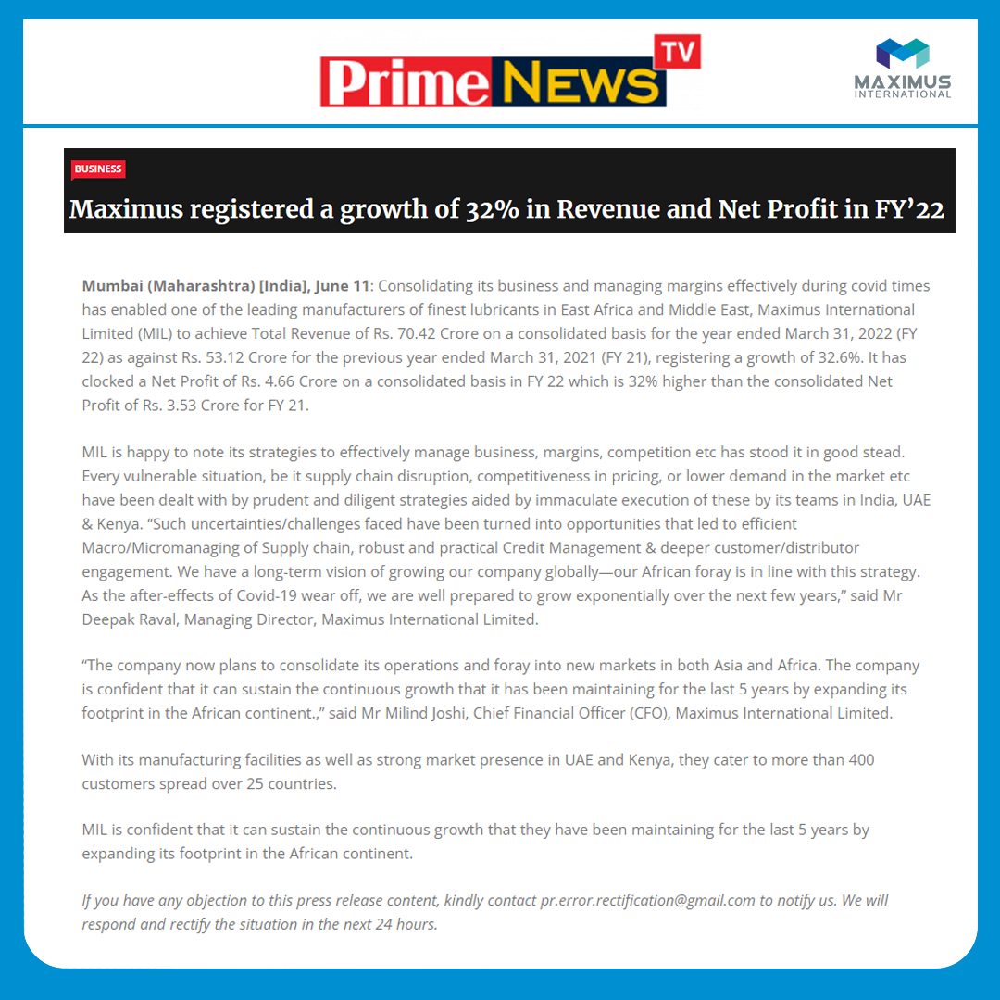 Prime NEWS TV
MAXIMUS
INTERNATIONAL
BUSINESS
Maximus registered a growth of 32% in Revenue and Net Profit in FY’22
Mumbai (Maharashtra) [India], June 11: Consolidating its business and managing margins effectively during covid times
has enabled one of the leading manufacturers of finest lubricants in East Africa and Middle East, Maximus International
Limited (MIL) to achieve Total Revenue of Rs. 70.42 Crore on a consolidated basis for the year ended March 31, 2022 (FY
22) as against Rs. 53.12 Crore for the previous year ended March 31, 2021 (FY 21), registering a growth of 32.6%. It has
clocked a Net Profit of Rs. 4.66 Crore on a consolidated basis in FY 22 which is 32% higher than the consolidated Net
Profit of Rs. 3.53 Crore for FY 21.
MIL is happy to note its strategies to effectively manage business, margins, competition etc has stood it in good stead.
Every vulnerable situation, be it supply chain disruption, competitiveness in pricing, or lower demand in the market etc
have been dealt with by prudent and diligent strategies aided by immaculate execution of these by its teams in India, UAE
& Kenya. “Such uncertainties/challenges faced have been turned into opportunities that led to efficient
Macro/Micromanaging of Supply chain, robust and practical Credit Management & deeper customer/distributor
engagement. We have a long-term vision of growing our company globally—our African foray is in line with this strategy.
As the after-effects of Covid-19 wear off, we are well prepared to grow exponentially over the next few years,” said Mr
Deepak Raval, Managing Director, Maximus International Limited.
“The company now plans to consolidate its operations and foray into new markets in both Asia and Africa. The company
is confident that it can sustain the continuous growth that it has been maintaining for the last 5 years by expanding its
footprint in the African continent.,” said Mr Milind Joshi, Chief Financial Officer (CFO), Maximus International Limited.
With its manufacturing facilities as well as strong market presence in UAE and Kenya, they cater to more than 400
customers spread over 25 countries.
MIL is confident that it can sustain the continuous growth that they have been maintaining for the last 5 years by
expanding its footprint in the African continent.
If you have any objection to this press release content, kindly contact pr.error.rectification@gmail.com to notify us. We will
respond and rectify the situation in the next 24 hours.